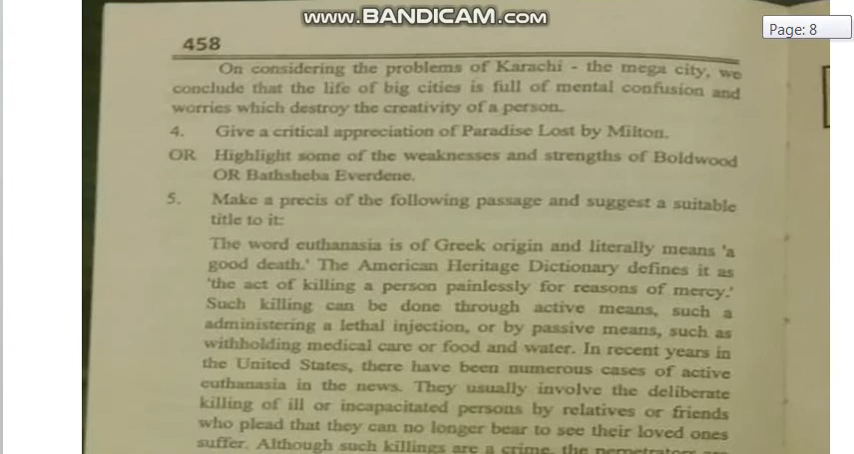 www.BANDICAM.com
Page: 8
458
On considering the problems of Karachi - the mega city, we
conclude that the life of big cities is full of mental confusion and
worries which destroy the creativity of a person.
4. Give a critical appreciation of Paradise Lost by Milton.
OR Highlight some of the weaknesses and strengths of Boldwood
OR Bathsheba Everdene.
5. Make a precis of the following passage and suggest a suitable
title to it:
The word euthanasia is of Greek origin and literally means 'a
good death.' The American Heritage Dictionary defines it as
'the act of killing a person painlessly for reasons of mercy.'
Such killing can be done through active means, such a
administering a lethal injection, or by passive means, such as
withholding medical care or food and water. In recent years in
the United States, there have been numerous cases of active
euthanasia in the news. They usually involve the deliberate
killing of ill or incapacitated persons by relatives or friends
who plead that they can no longer bear to see their loved ones
suffer. Although such killings are a crime, the perpetrators are